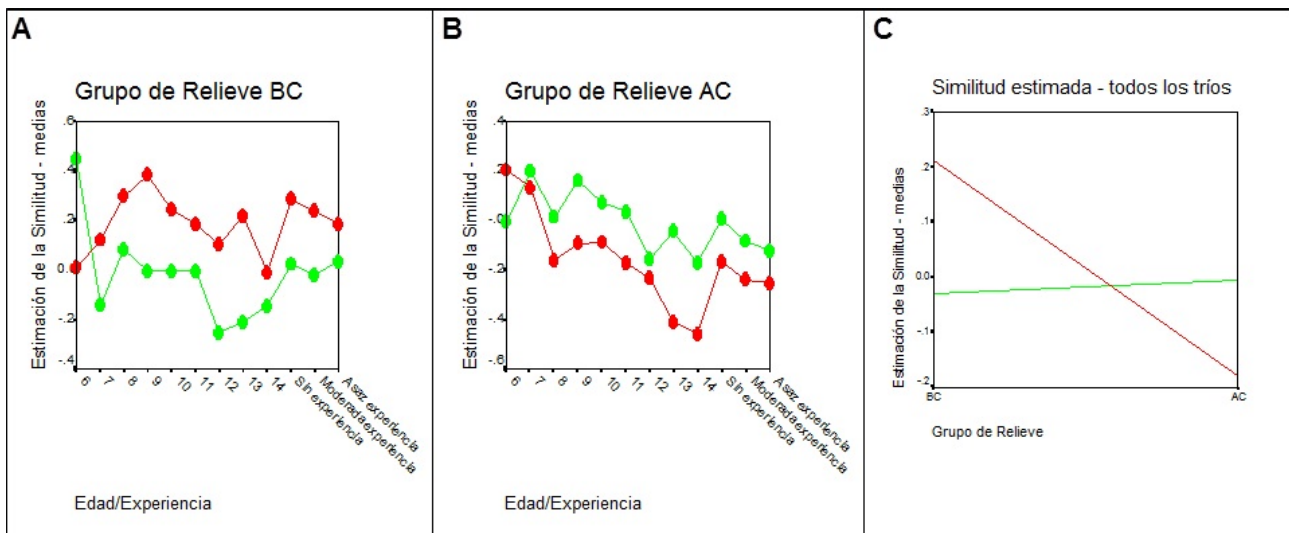 A
Grupo de Relieve BC
Estimación de la Similitud - medias
.6
.4
.2
0.0
-.2
-.4
6
7
8
9
10
11
12
13
14
Sin experiencia
Moderada experiencia
Asaz experiencia
Edad/Experiencia
B
Grupo de Relieve AC
Estimación de la Similitud - medias
.4
.2
-.0
-.2
-.4
-.6
6
7
8
9
10
11
12
13
14
Sin experiencia
Moderada experiencia
Asaz experiencia
Edad/Experiencia
C
Similitud estimada - todos los tríos
Estimación de la Similitud - medias
.3
.1
0.0
-.1
-.2
BC
AC
Grupo de Relieve